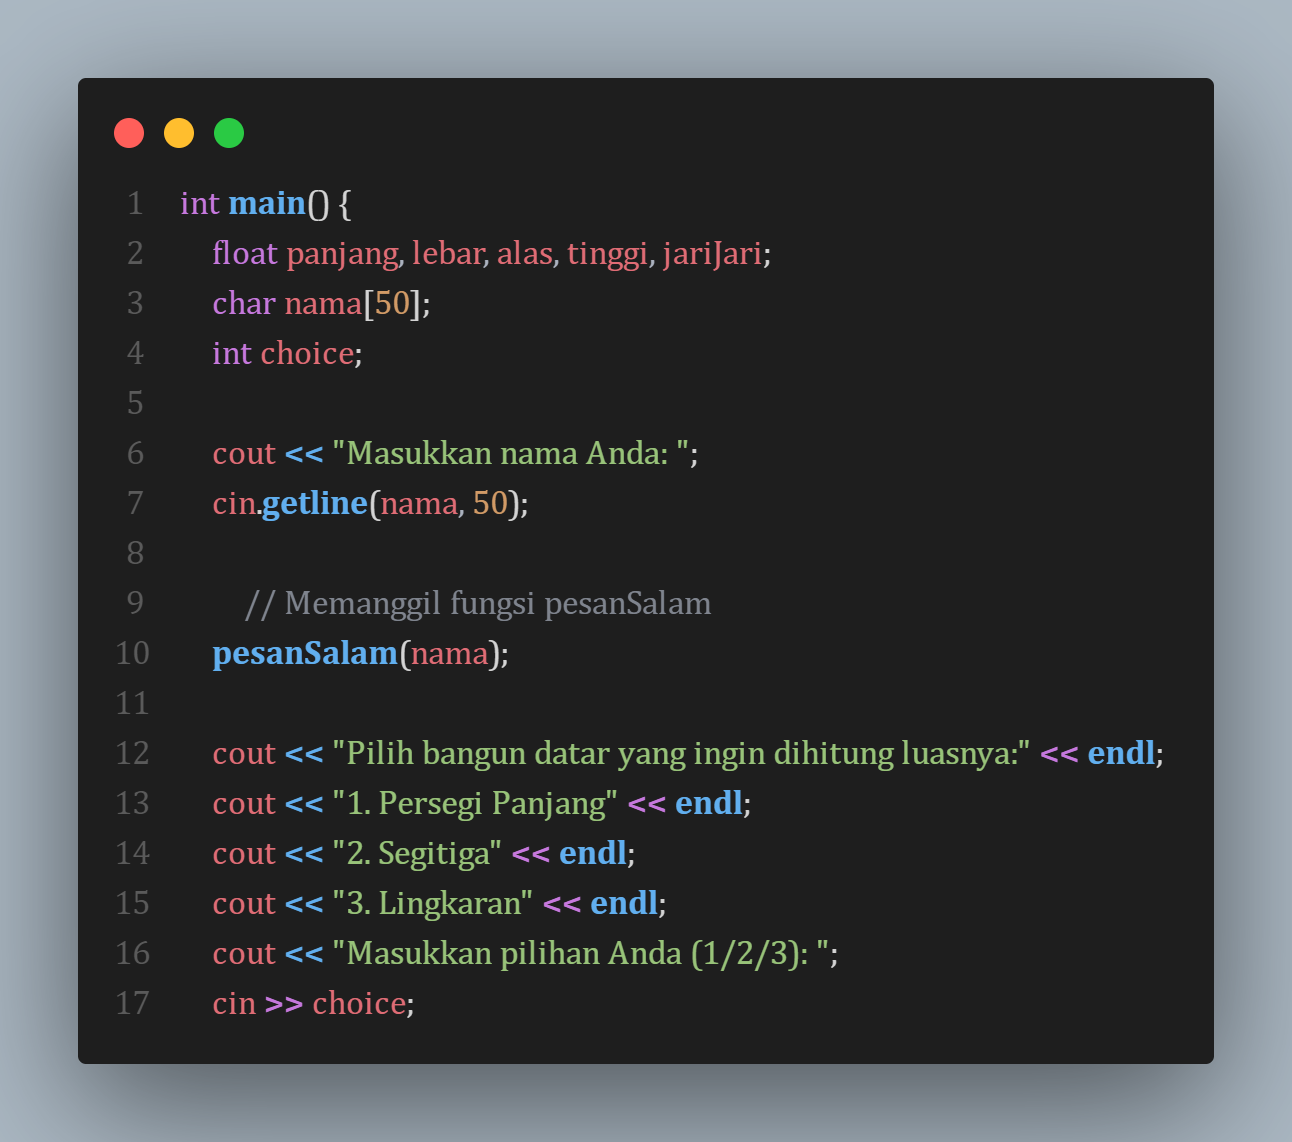 1 int main() {
2 float panjang, lebar, alas, tinggi, jariJari;
3 char nama[50];
4 int choice;
5
6 cout << "Masukkan nama Anda: ";
7 cin.getline(nama, 50);
8
9 // Memanggil fungsi pesanSalam
10 pesanSalam(nama);
11
12 cout << "Pilih bangun datar yang ingin dihitung luasnya:" << endl;
13 cout << "1. Persegi Panjang" << endl;
14 cout << "2. Segitiga" << endl;
15 cout << "3. Lingkaran" << endl;
16 cout << "Masukkan pilihan Anda (1/2/3): ";
17 cin >> choice;